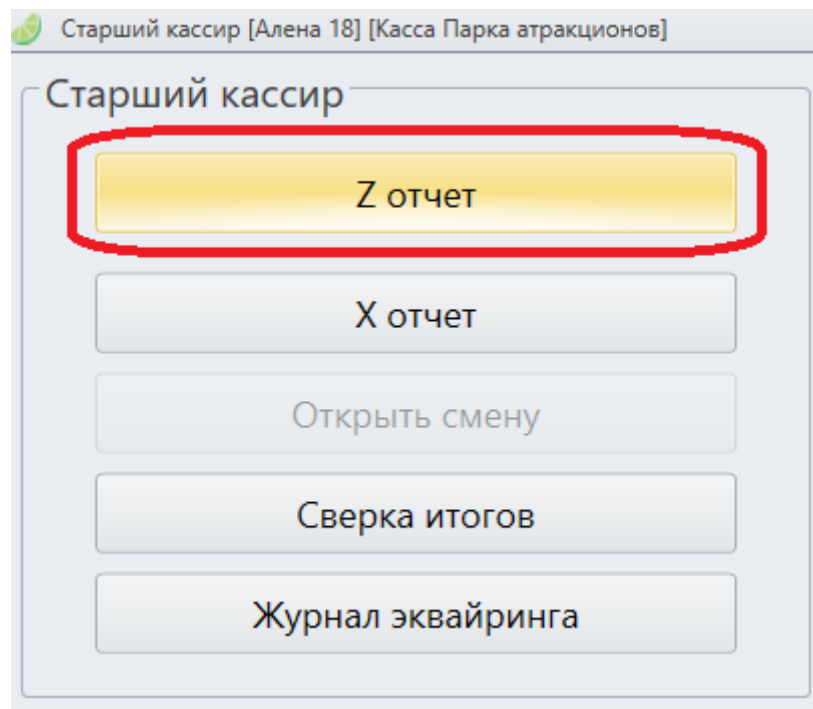 Старший кассир [Алена 18] [Касса Парка атракционов]
Старший кассир
Z отчет
X отчет
Открыть смену
Сверка итогов
Журнал эквайринга